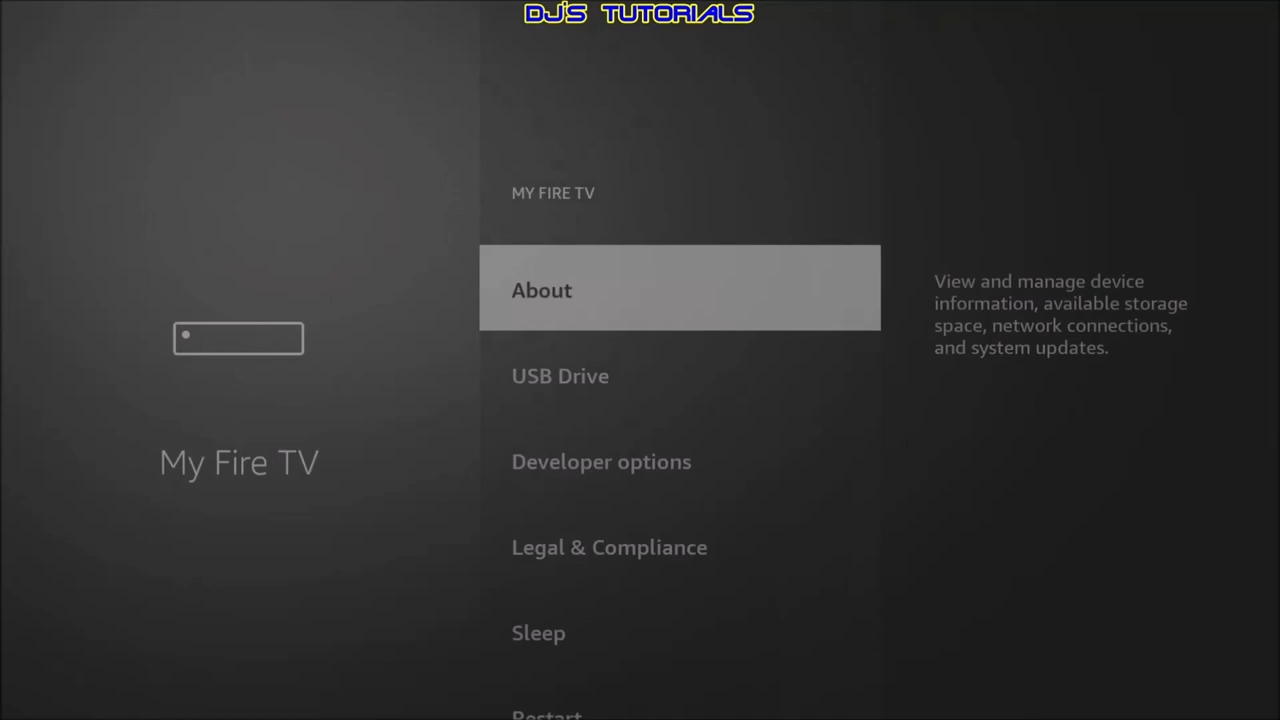 DJ'S TUTORIALS
MY FIRE TV
About
View and manage device
information, available storage
space, network connections,
and system updates.
USB Drive
Developer options
My Fire TV
Legal & Compliance
Sleep
Restart